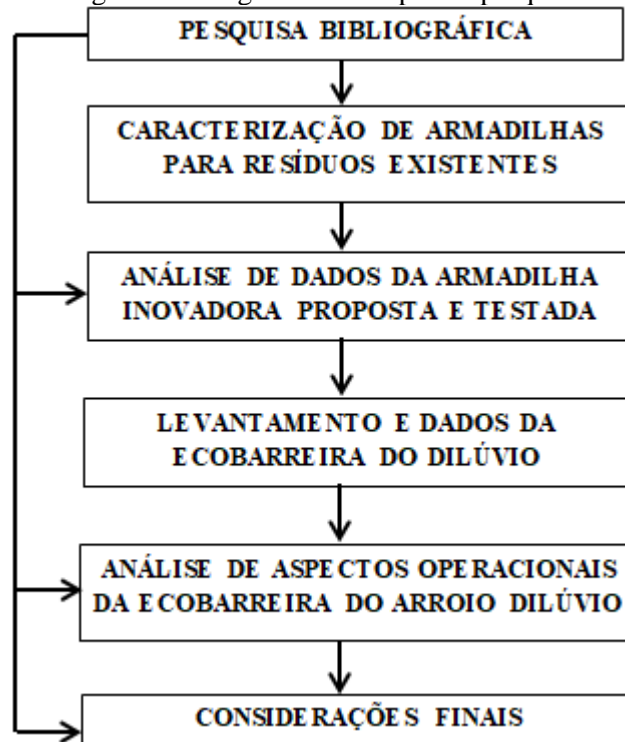 PESQUISA BIBLIOGRÁFICA
CARACTERIZAÇÃO DE ARMADILHAS
PARA RESÍDUOS EXISTENTES
ANÁLISE DE DADOS DA ARMADILHA
INOVADORA PROPOSTA E TESTADA
LEVANTAMENTO E DADOS DA
ECOBARREIRA DO DILÚVIO
ANÁLISE DE ASPECTOS OPERACIONAIS
DA ECOBARREIRA DO ARROIO DILÚVIO
CONSIDERAÇÕES FINAIS